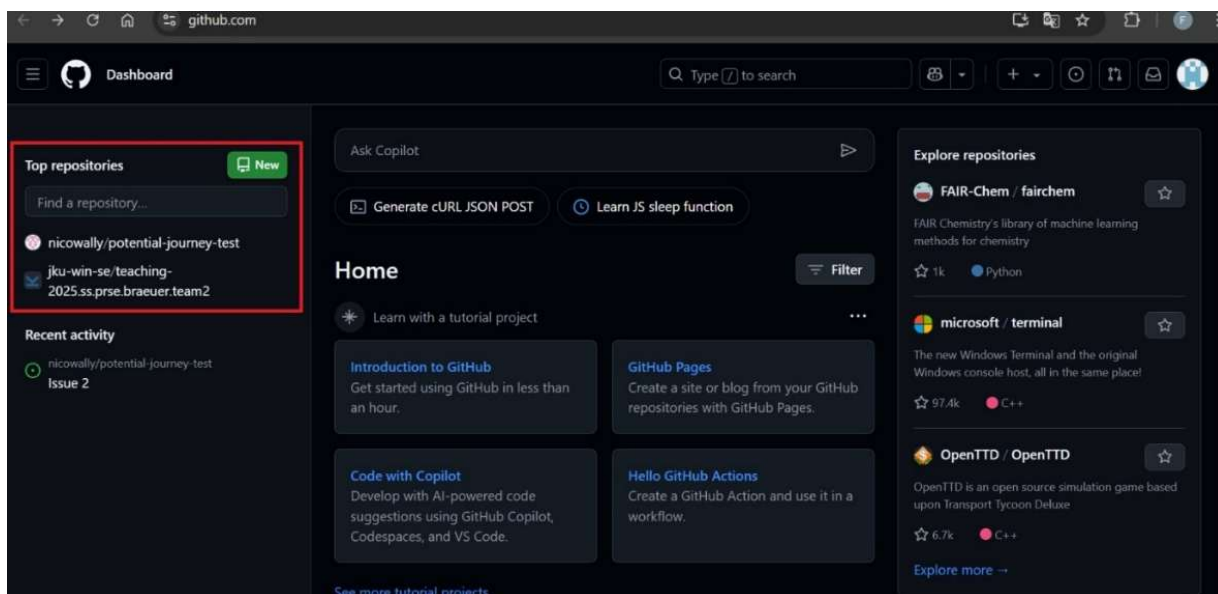 github.com
F
Dashboard
Type / to search
Top repositories
New
Find a repository...
nicowally/potential-journey-test
jku-win-se/teaching-
2025.ss.prse.braeuer.team2
Recent activity
nicowally/potential-journey-test
Issue 2
Ask Copilot
Generate cURL JSON POST
Learn JS sleep function
Home
Filter
Learn with a tutorial project
Introduction to GitHub
Get started using GitHub in less than
an hour.
GitHub Pages
Create a site or blog from your GitHub
repositories with GitHub Pages.
Code with Copilot
Develop with AI-powered code
suggestions using GitHub Copilot,
Codespaces, and VS Code.
Hello GitHub Actions
Create a GitHub Action and use it in a
workflow.
See more tutorial projects
Explore repositories
FAIR-Chem / fairchem
FAIR Chemistry's library of machine learning
methods for chemistry
1k Python
microsoft / terminal
The new Windows Terminal and the original
Windows console host, all in the same place!
97.4k C++
OpenTTD / OpenTTD
OpenTTD is an open source simulation game based
upon Transport Tycoon Deluxe
6.7k C++
Explore more →